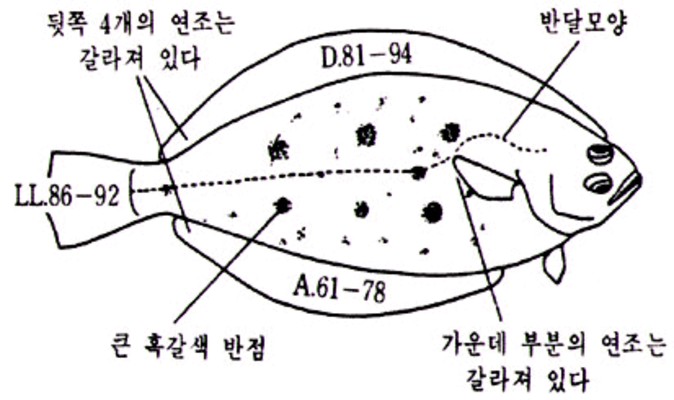 뒷쪽 4개의 연조는
갈라져 있다
반달모양
D.81-94
LL.86-92
A.61-78
큰 흑갈색 반점
가운데 부분의 연조는
갈라져 있다